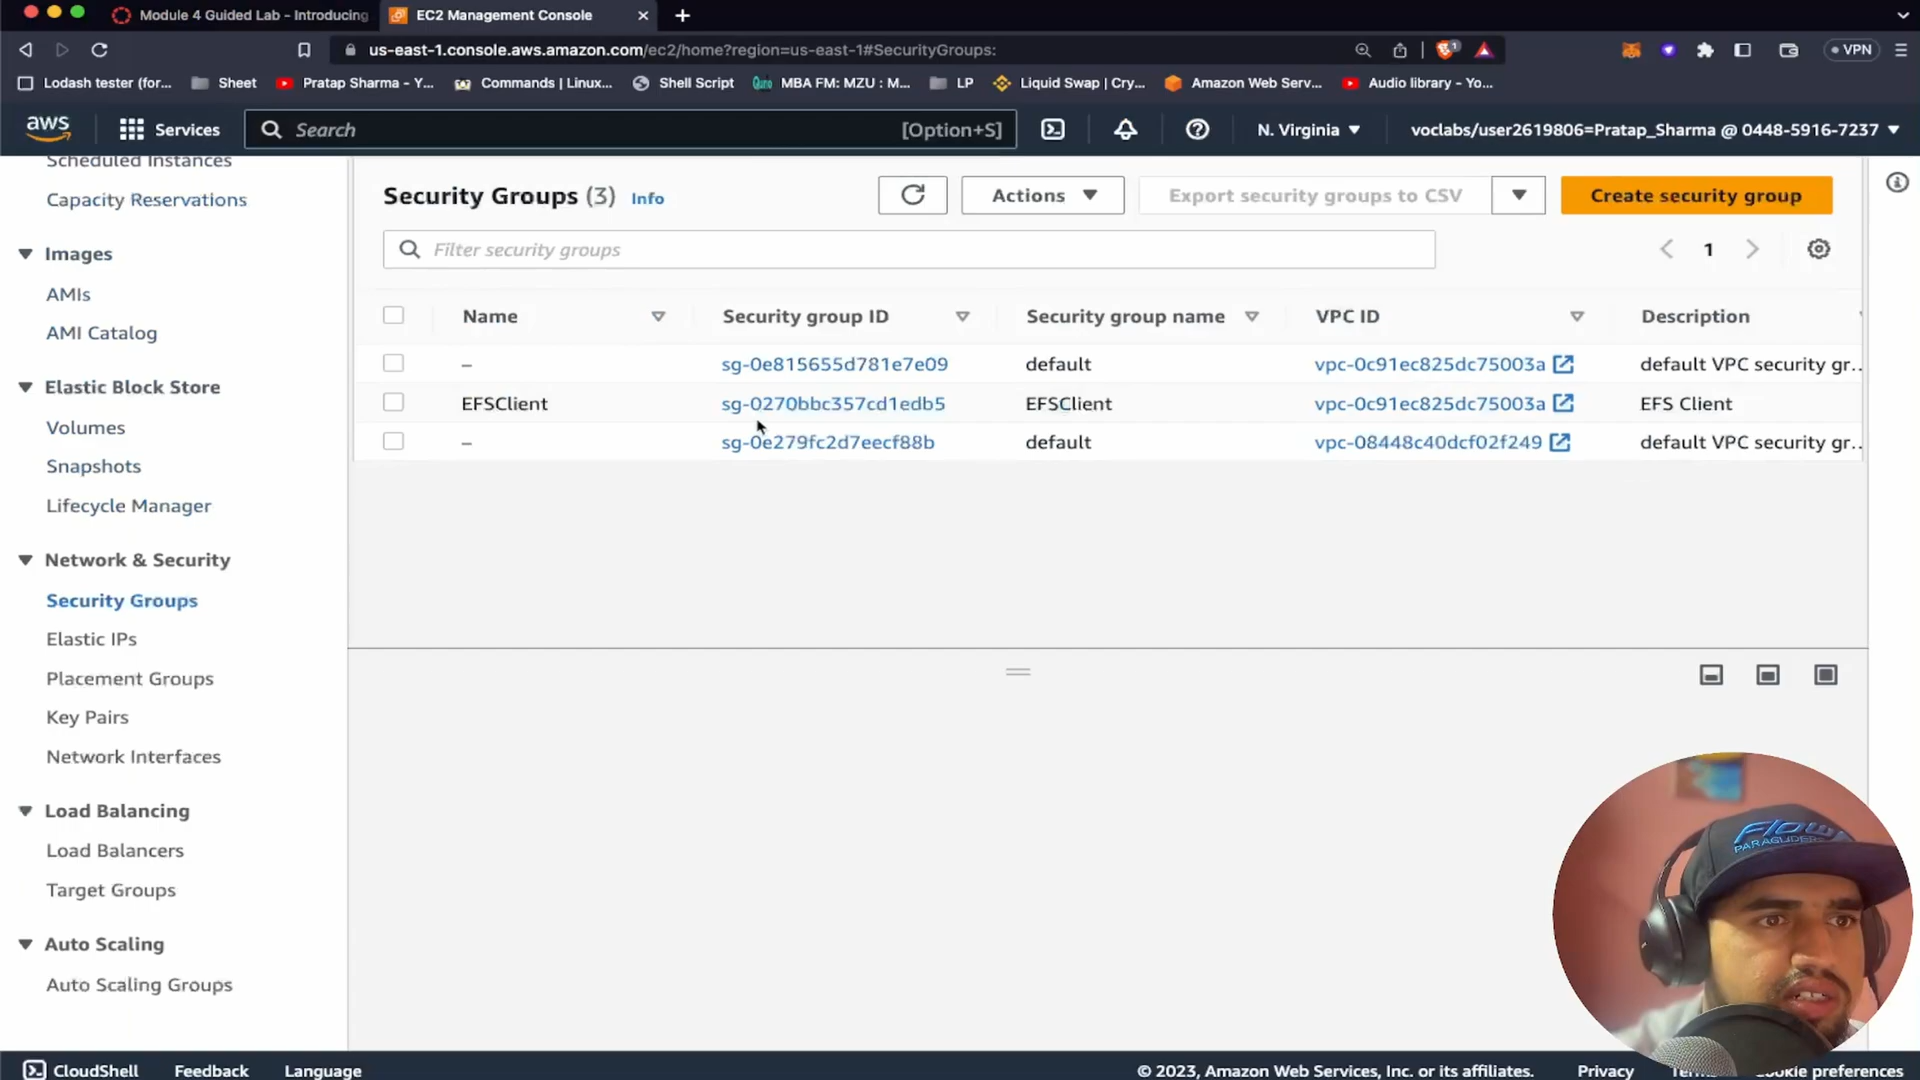 Module 4 Guided Lab - Introducing
EC2 Management Console
us-east-1.console.aws.amazon.com/ec2/home?region=us-east-1#SecurityGroups:
VPN
Lodash tester (for...
Sheet
Pratap Sharma - Y...
Commands | Linux...
Shell Script
MBA FM: MZU : M...
LP
Liquid Swap | Cry...
Amazon Web Serv...
Audio library - Yo...
aws
Services
Search
[Option+S]
N. Virginia
voclabs/user2619806=Pratap_Sharma @ 0448-5916-7237
Scheduled Instances
Capacity Reservations
Images
AMIs
AMI Catalog
Elastic Block Store
Volumes
Snapshots
Lifecycle Manager
Network & Security
Security Groups
Elastic IPs
Placement Groups
Key Pairs
Network Interfaces
Load Balancing
Load Balancers
Target Groups
Auto Scaling
Auto Scaling Groups
Security Groups (3) Info
Actions
Export security groups to CSV
Create security group
Filter security groups
1
Name Security group ID Security group name VPC ID Description
– sg-0e815655d781e7e09 default vpc-0c91ec825dc75003a default VPC security gr...
EFSClient sg-0270bbc357cd1edb5 EFSClient vpc-0c91ec825dc75003a EFS Client
– sg-0e279fc2d7eecf88b default vpc-08448c40dcf02f249 default VPC security gr...
FLOW
PARAGLIDERS
CloudShell
Feedback
Language
© 2023, Amazon Web Services, Inc. or its affiliates.
Privacy
Terms
Cookie preferences